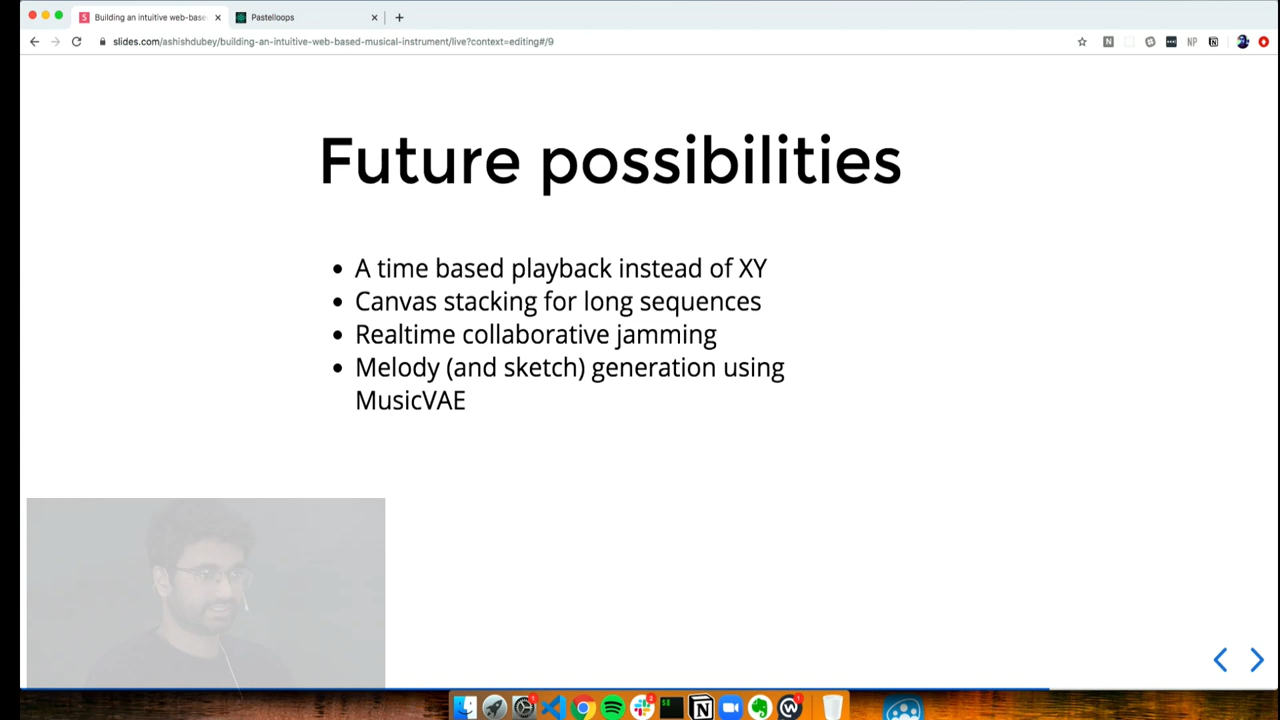 Building an intuitive web-base
Pastelloops
slides.com/ashishdubey/building-an-intuitive-web-based-musical-instrument/live?context=editing#/9
N
NP
Future possibilities
A time based playback instead of XY
Canvas stacking for long sequences
Realtime collaborative jamming
Melody (and sketch) generation using
MusicVAE